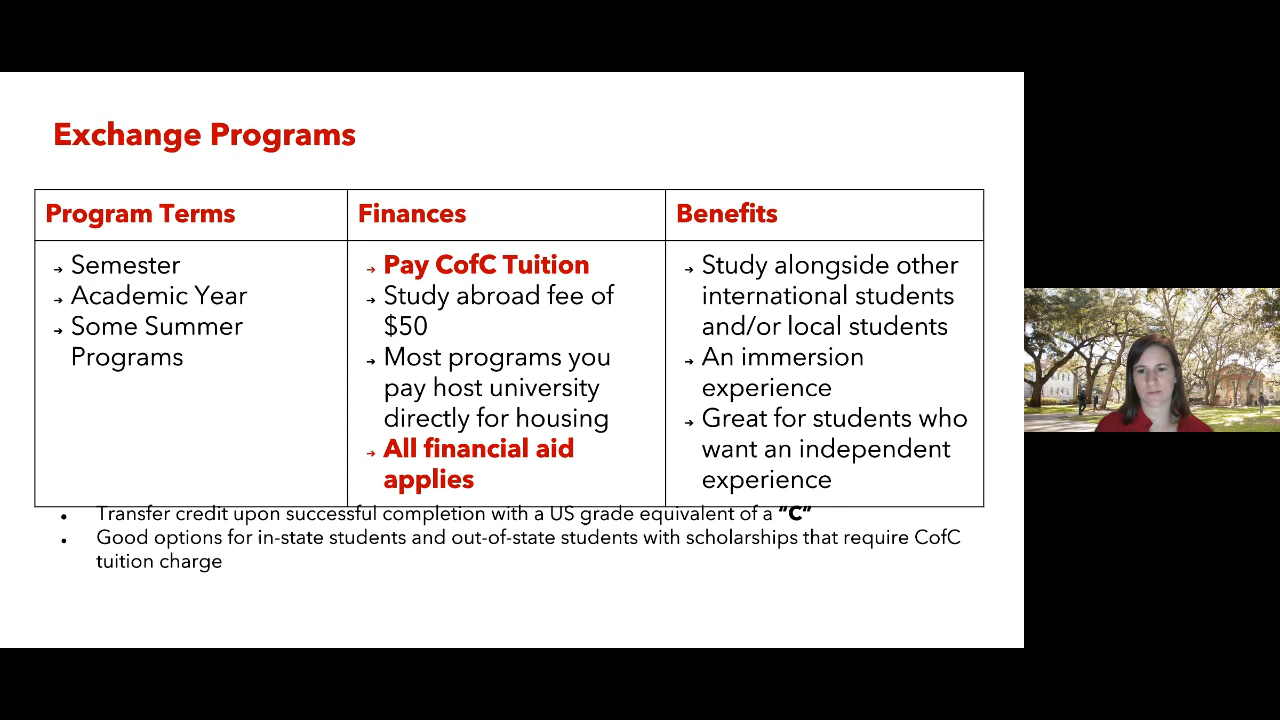 Exchange Programs
Program Terms
Finances
Benefits
→ Semester
→ Academic Year
→ Some Summer
Programs
→ Pay CofC Tuition
→ Study abroad fee of
$50
→ Most programs you
pay host university
directly for housing
→ All financial aid
applies
→ Study alongside other
international students
and/or local students
→ An immersion
experience
→ Great for students who
want an independent
experience
• Transfer credit upon successful completion with a US grade equivalent of a “C”
• Good options for in-state students and out-of-state students with scholarships that require CofC
tuition charge